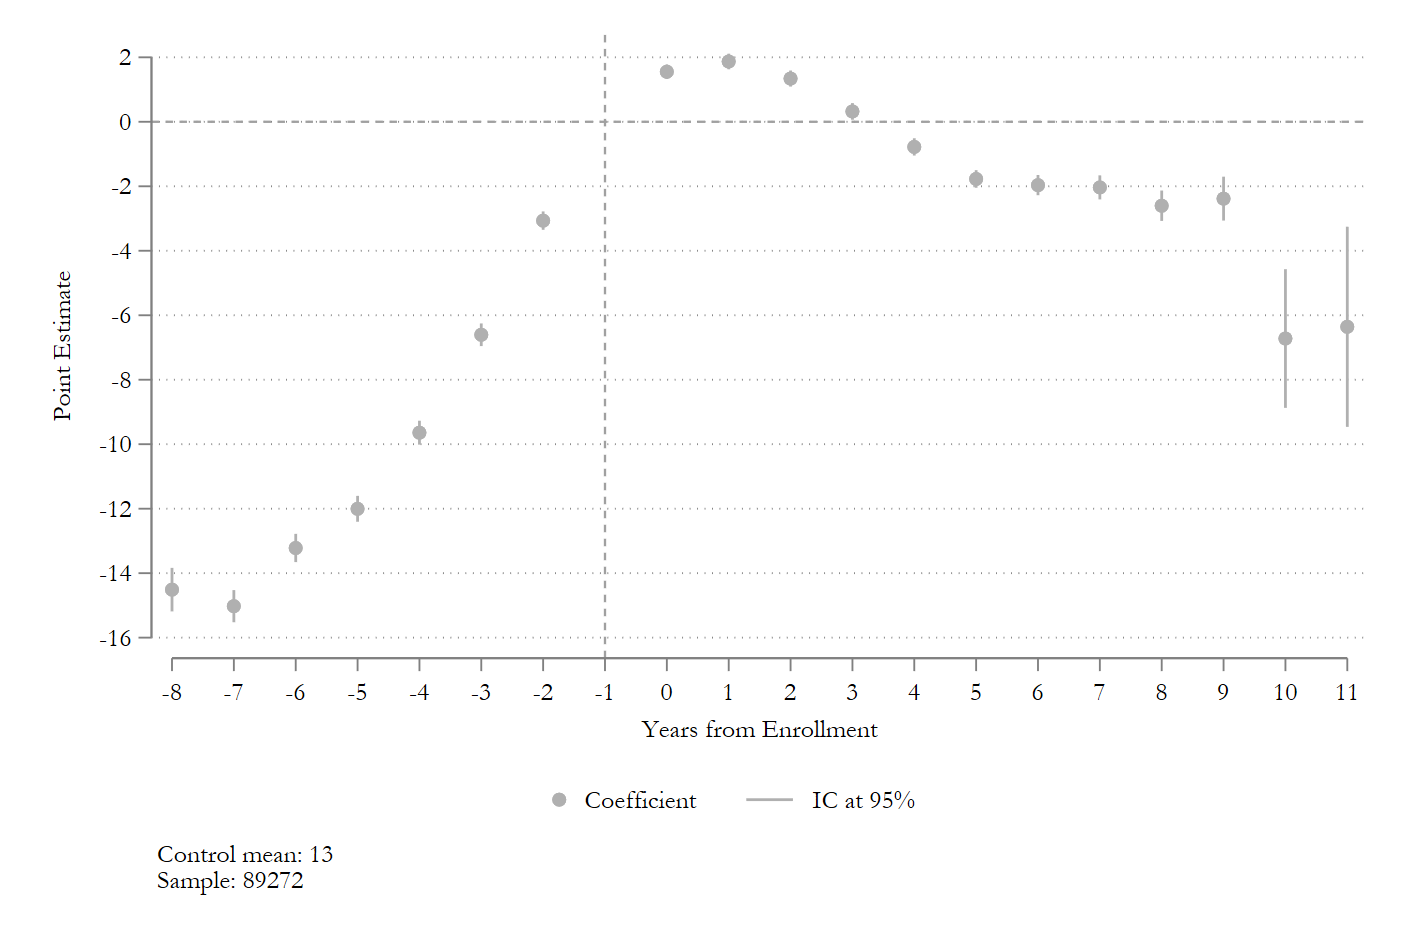 2
0
-2
-4
-6
-8
-10
-12
-14
-16
Point Estimate
-8 -7 -6 -5 -4 -3 -2 -1 0 1 2 3 4 5 6 7 8 9 10 11
Years from Enrollment
Coefficient IC at 95%
Control mean: 13
Sample: 89272